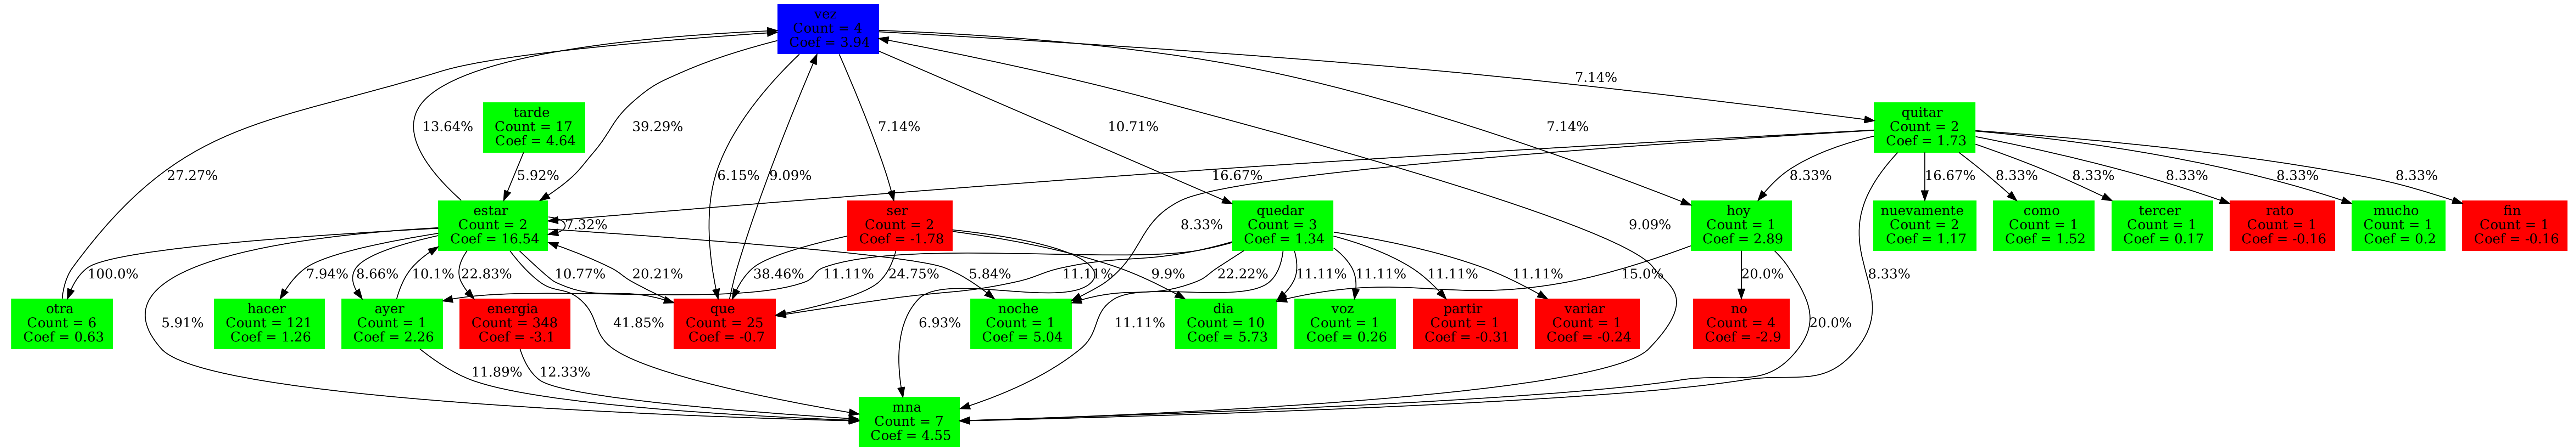 vez
Count = 4
Coef = 3.94
7.14%
tarde
Count = 17
Coef = 4.64
quitar
Count = 2
Coef = 1.73
13.64%
39.29%
7.14%
10.71%
7.14%
27.27%
5.92%
6.15%
9.09%
16.67%
8.33%
16.67%
8.33%
8.33%
8.33%
8.33%
8.33%
estar
Count = 2
Coef = 16.54
7.32%
ser
Count = 2
Coef = -1.78
quedar
Count = 3
Coef = 1.34
8.33%
9.09%
hoy
Count = 1
Coef = 2.89
nuevamente
Count = 2
Coef = 1.17
como
Count = 1
Coef = 1.52
tercer
Count = 1
Coef = 0.17
rato
Count = 1
Coef = -0.16
mucho
Count = 1
Coef = 0.2
fin
Count = 1
Coef = -0.16
100.0%
7.94%
8.66%
10.1%
22.83%
10.77%
20.21%
38.46%
11.11%
24.75%
5.84%
11.11%
9.9%
22.22%
11.11%
11.11%
11.11%
11.11%
15.0%
20.0%
8.33%
otra
Count = 6
Coef = 0.63
5.91%
hacer
Count = 121
Coef = 1.26
ayer
Count = 1
Coef = 2.26
energia
Count = 348
Coef = -3.1
41.85%
que
Count = 25
Coef = -0.7
6.93%
noche
Count = 1
Coef = 5.04
11.11%
dia
Count = 10
Coef = 5.73
voz
Count = 1
Coef = 0.26
partir
Count = 1
Coef = -0.31
variar
Count = 1
Coef = -0.24
no
Count = 4
Coef = -2.9
20.0%
11.89%
12.33%
mna
Count = 7
Coef = 4.55